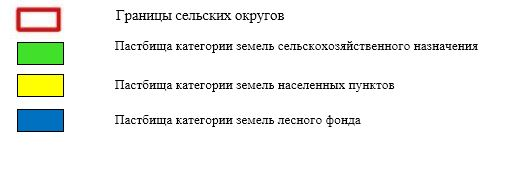 Границы сельских округов
Пастбища категории земель сельскохозяйственного назначения
Пастбища категории земель населенных пунктов
Пастбища категории земель лесного фонда